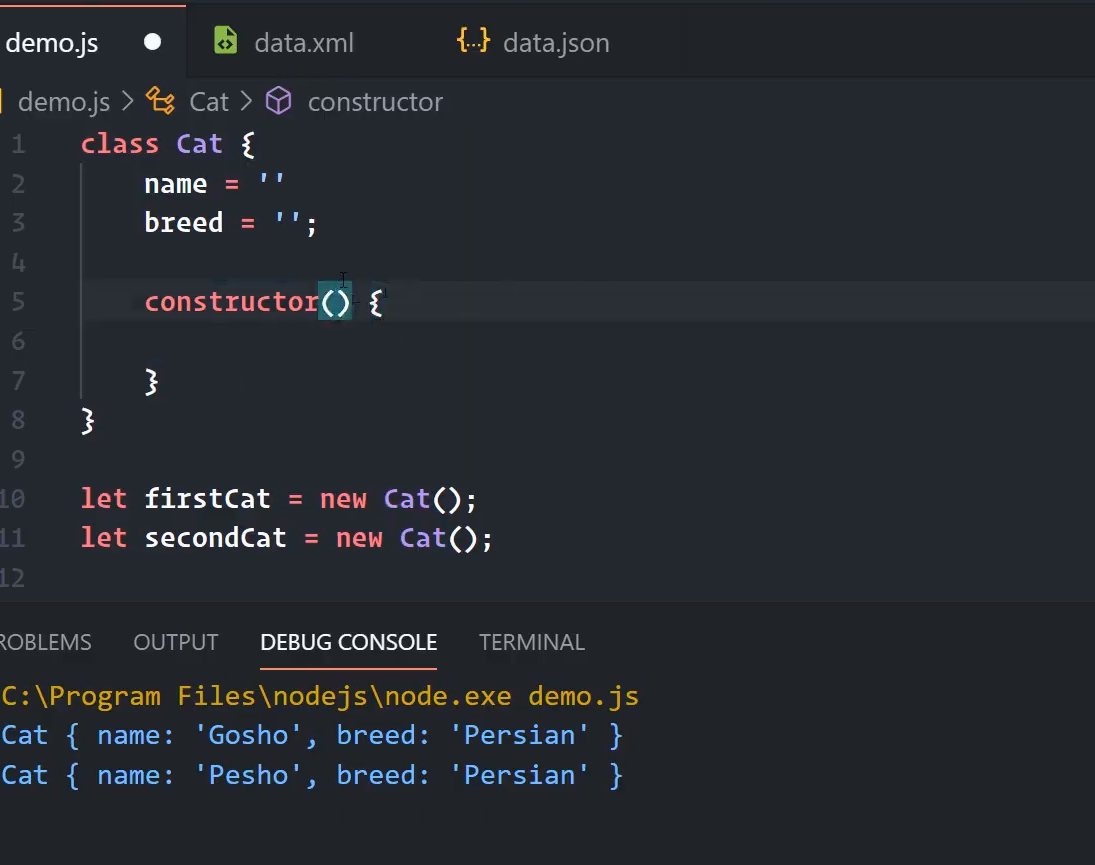 demo.js data.xml {..} data.json
demo.js > Cat > constructor
1 class Cat {
2 name = ''
3 breed = '';
4
5 constructor() {
6
7 }
8 }
9
10 let firstCat = new Cat();
11 let secondCat = new Cat();
12
ROBLEMS OUTPUT DEBUG CONSOLE TERMINAL
C:\Program Files\nodejs\node.exe demo.js
Cat { name: 'Gosho', breed: 'Persian' }
Cat { name: 'Pesho', breed: 'Persian' }